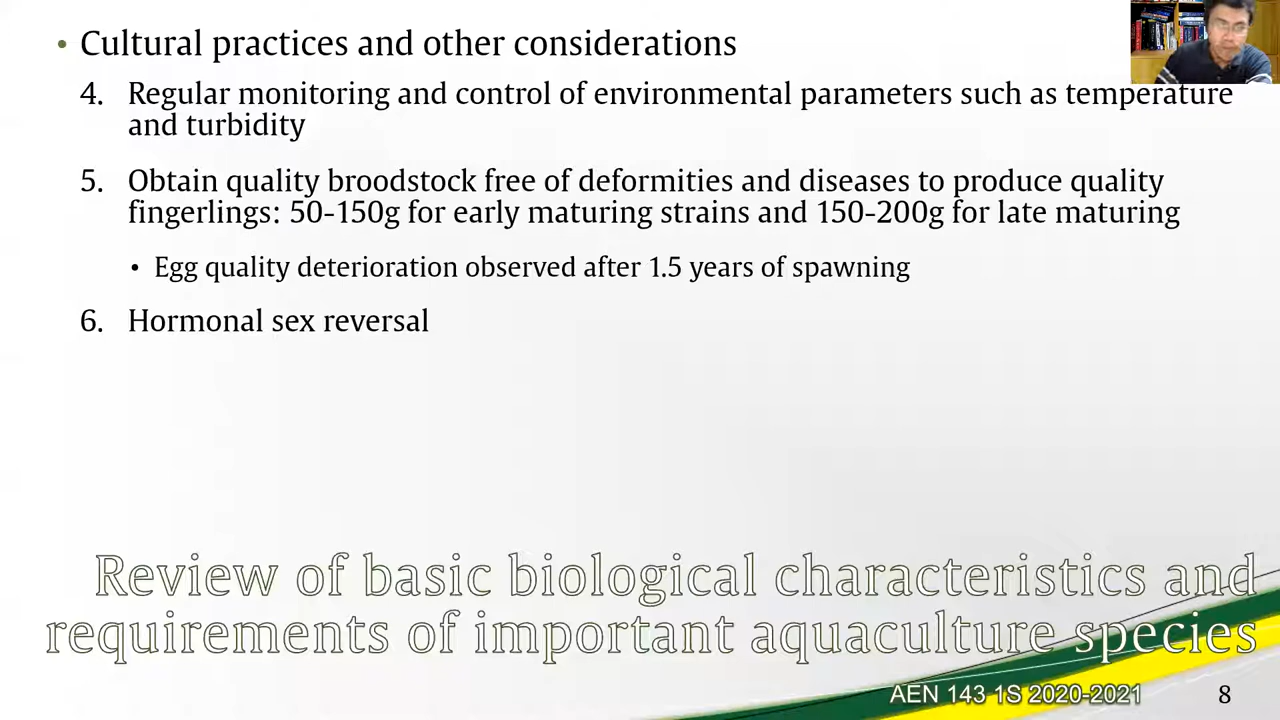 • Cultural practices and other considerations
4. Regular monitoring and control of environmental parameters such as temperature
and turbidity
5. Obtain quality broodstock free of deformities and diseases to produce quality
fingerlings: 50-150g for early maturing strains and 150-200g for late maturing
• Egg quality deterioration observed after 1.5 years of spawning
6. Hormonal sex reversal
Review of basic biological characteristics and
requirements of important aquaculture species
AEN 143 1S 2020-2021
8